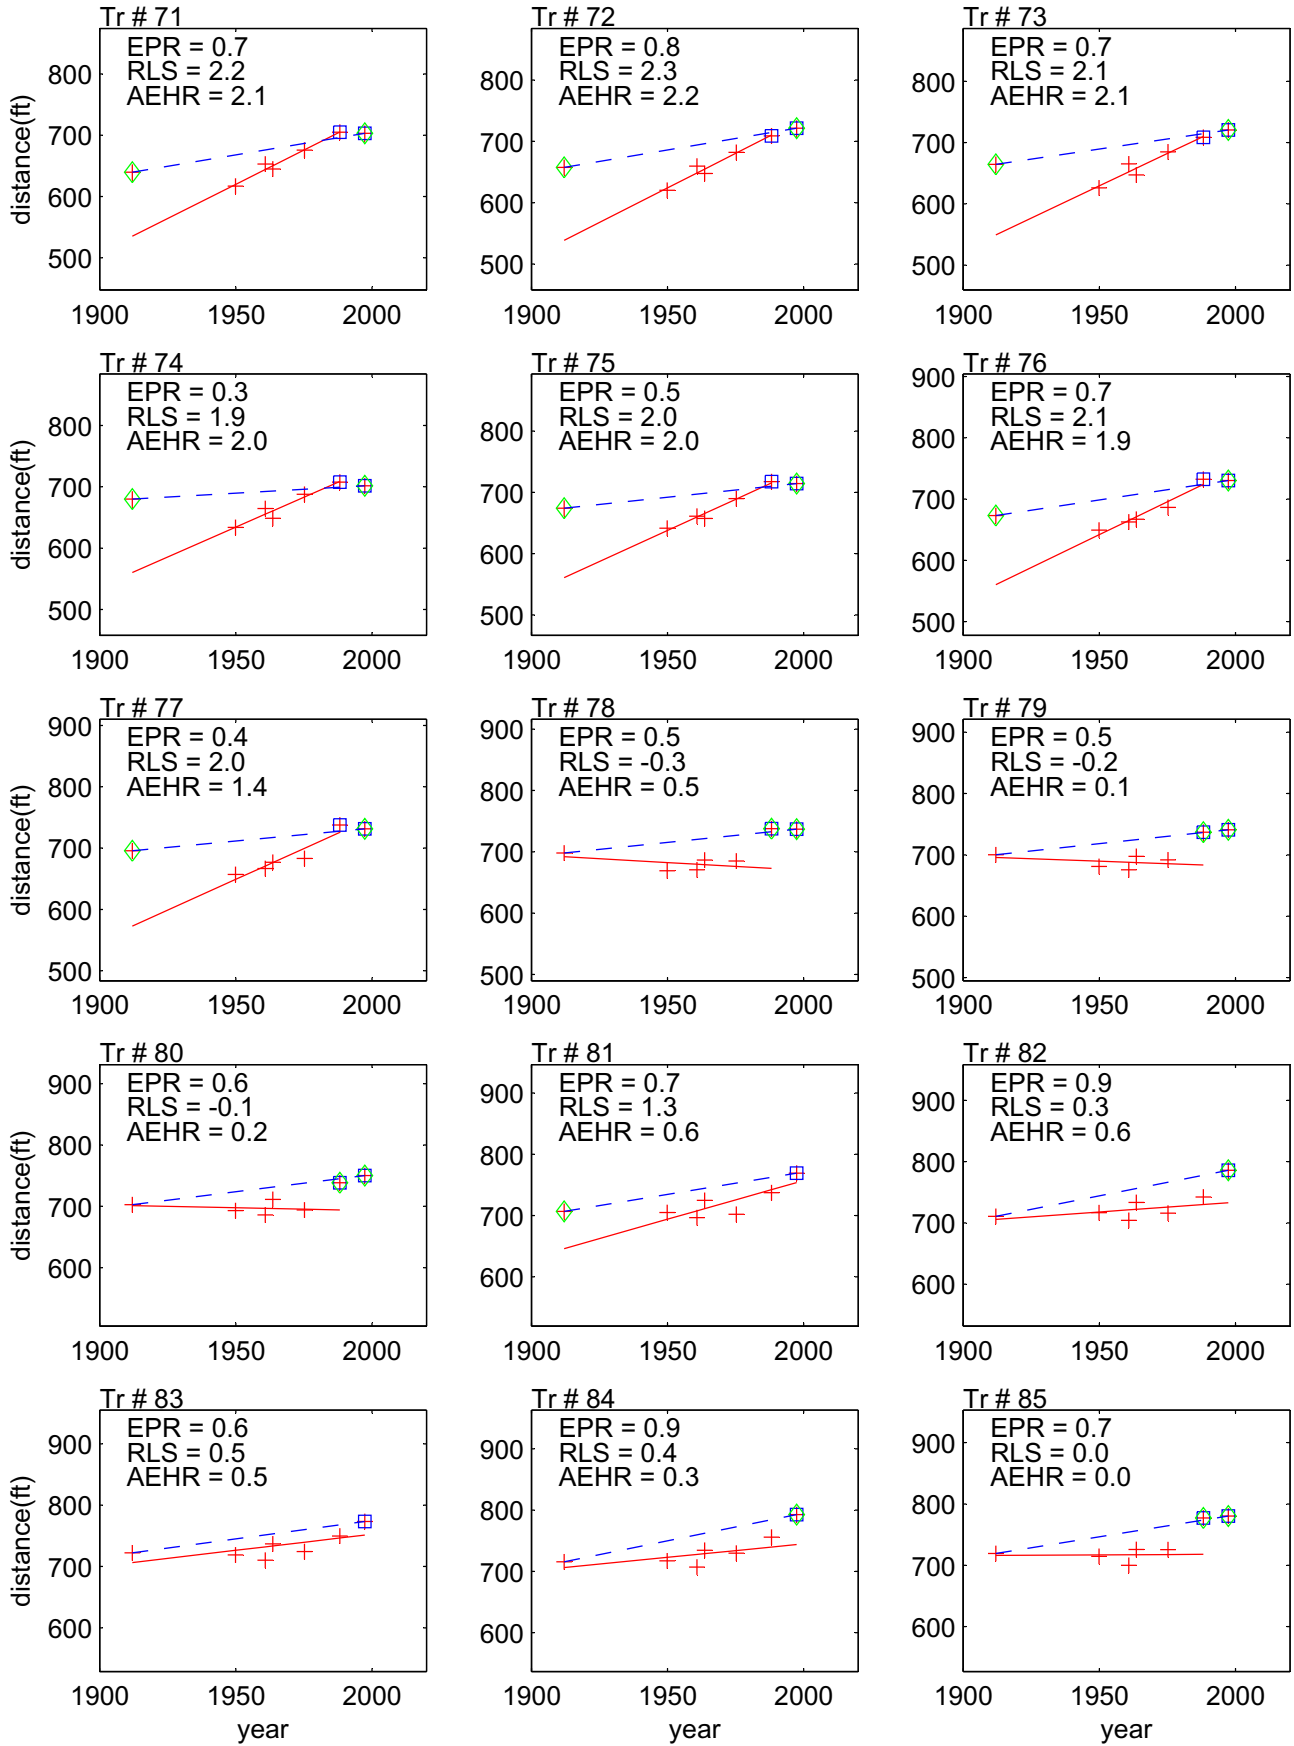 Tr # 71
EPR = 0.7
RLS = 2.2
AEHR = 2.1
800
700
600
500
distance(ft)
1900 1950 2000
Tr # 72
EPR = 0.8
RLS = 2.3
AEHR = 2.2
800
700
600
500
1900 1950 2000
Tr # 73
EPR = 0.7
RLS = 2.1
AEHR = 2.1
800
700
600
500
1900 1950 2000
Tr # 74
EPR = 0.3
RLS = 1.9
AEHR = 2.0
800
700
600
500
distance(ft)
1900 1950 2000
Tr # 75
EPR = 0.5
RLS = 2.0
AEHR = 2.0
800
700
600
500
1900 1950 2000
Tr # 76
EPR = 0.7
RLS = 2.1
AEHR = 1.9
900
800
700
600
500
1900 1950 2000
Tr # 77
EPR = 0.4
RLS = 2.0
AEHR = 1.4
900
800
700
600
500
distance(ft)
1900 1950 2000
Tr # 78
EPR = 0.5
RLS = -0.3
AEHR = 0.5
900
800
700
600
500
1900 1950 2000
Tr # 79
EPR = 0.5
RLS = -0.2
AEHR = 0.1
900
800
700
600
500
1900 1950 2000
Tr # 80
EPR = 0.6
RLS = -0.1
AEHR = 0.2
900
800
700
600
distance(ft)
1900 1950 2000
Tr # 81
EPR = 0.7
RLS = 1.3
AEHR = 0.6
900
800
700
600
1900 1950 2000
Tr # 82
EPR = 0.9
RLS = 0.3
AEHR = 0.6
900
800
700
600
1900 1950 2000
Tr # 83
EPR = 0.6
RLS = 0.5
AEHR = 0.5
900
800
700
600
distance(ft)
1900 1950 2000
year
Tr # 84
EPR = 0.9
RLS = 0.4
AEHR = 0.3
900
800
700
600
1900 1950 2000
year
Tr # 85
EPR = 0.7
RLS = 0.0
AEHR = 0.0
900
800
700
600
1900 1950 2000
year